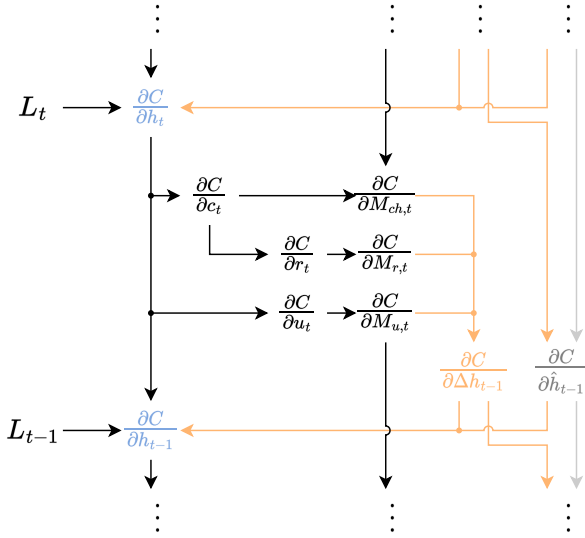 ⋮ ⋮ ⋮ ⋮
L_t ∂C/∂h_t
∂C/∂c_t ∂C/∂M_{ch,t}
∂C/∂r_t ∂C/∂M_{r,t}
∂C/∂u_t ∂C/∂M_{u,t}
∂C/∂Δh_{t−1} ∂C/∂ĥ_{t−1}
L_{t−1} ∂C/∂h_{t−1}
⋮ ⋮ ⋮ ⋮